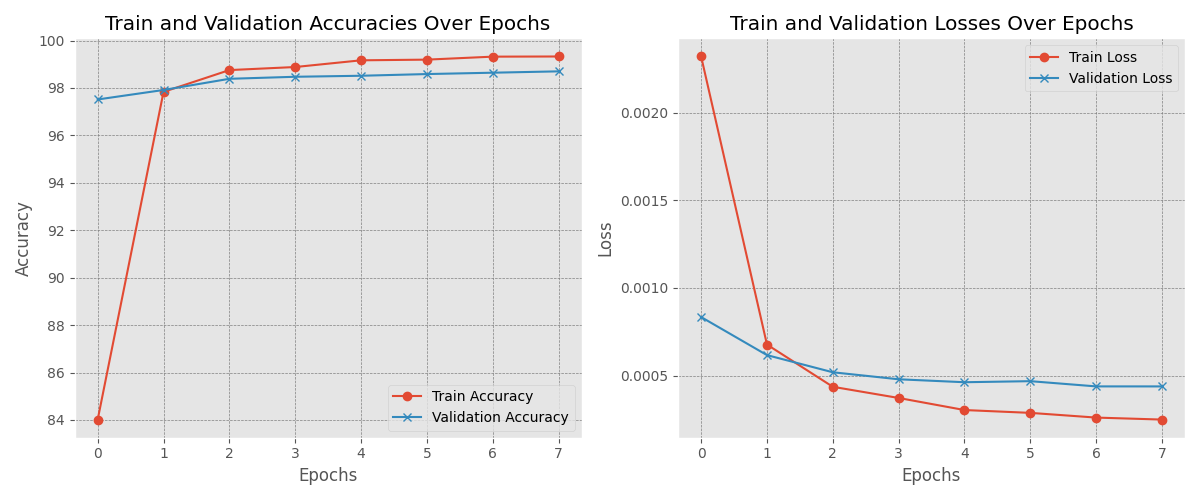 Train and Validation Accuracies Over Epochs
100
98
96
94
92
90
88
86
84
Accuracy
Train Accuracy
Validation Accuracy
0 1 2 3 4 5 6 7
Epochs
Train and Validation Losses Over Epochs
Train Loss
Validation Loss
0.0020
0.0015
0.0010
0.0005
Loss
0 1 2 3 4 5 6 7
Epochs